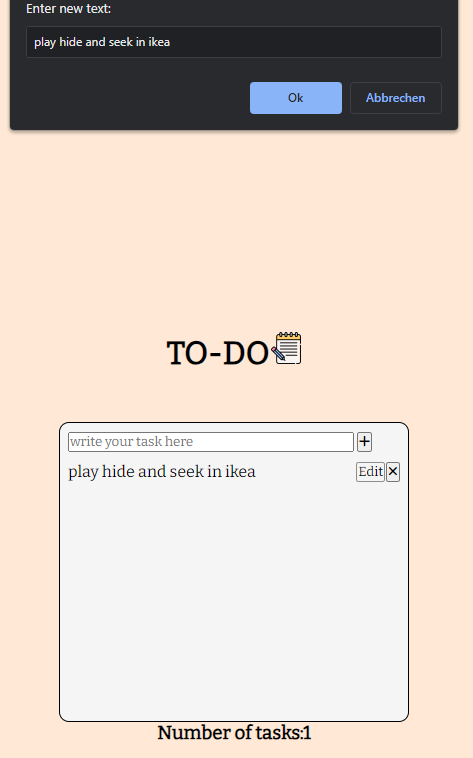 Enter new text:
play hide and seek in ikea
Ok Abbrechen
TO-DO
write your task here +
play hide and seek in ikea Edit ×
Number of tasks:1